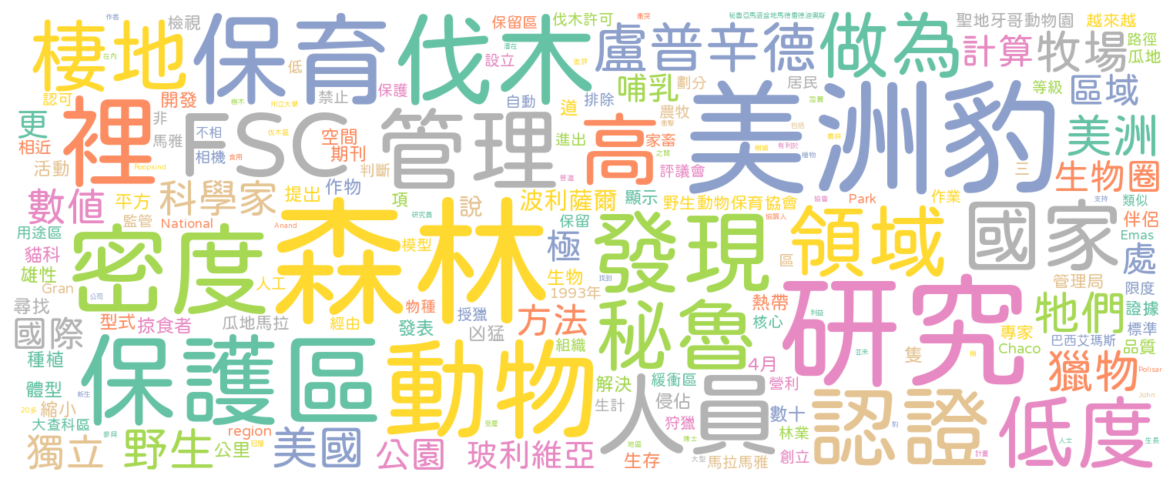 棲地
保育
伐木
盧普辛德
做為
聖地牙哥動物園
越來越
路徑
瓜地
計算
牧場
檢視
保留區
伐木許可
設立
低
認可
開發
禁止
保護
哺乳
劃分
居民
等級
區域
裡
FSC
管理
高
美洲豹
美洲
更
相近
非
馬雅
自動
道
排除
農牧
不相
相機
空間
期刊
進出
家畜
活動
判斷
評議會
三
生物圈
數值
平方
科學家
提出
作物
項
波利薩爾
顯示
野生動物保育協會
Park
作業
類似
監管
National
說
保留
伴侶
用途區
Emas
密度
森林
模型
極
發現
領域
國家
處
貓科
雄性
Gran
人工
生物
區
管理局
限度
尋找
1993年
物種
授獵
秘魯
熱帶
核心
研究
牠們
證據
標準
國際
型式
掠食者
瓜地馬拉
經由
發表
凶猛
方法
組織
專家
Chaco
巴西艾瑪斯
品質
種植
保護區
動物
人員
4月
隻
獵物
體型
解決
緩衝區
營利
縮小
生計
侵佔
大查科區
region
狩獵
數十
認證
低度
獨立
野生
公里
美國
公園
玻利維亞
林業
生存
馬拉馬雅
創立
John
Anand
研究員